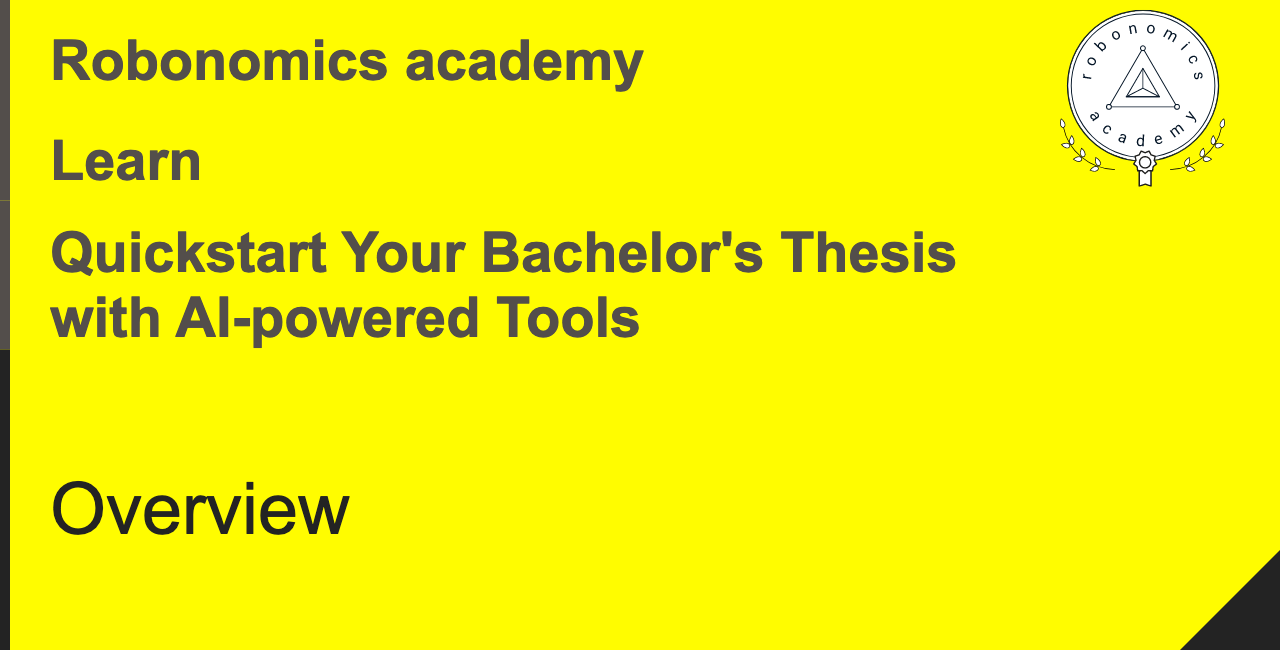 Robonomics academy
robonomics
academy
Learn
Quickstart Your Bachelor's Thesis
with AI-powered Tools
Overview